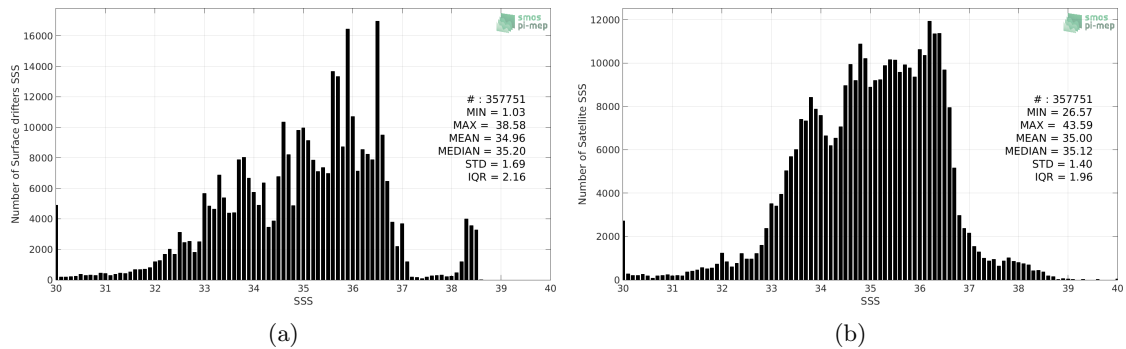 smos
pi-mep
Number of Surface drifters SSS
16000
14000
12000
10000
8000
6000
4000
2000
0
# : 357751
MIN = 1.03
MAX = 38.58
MEAN = 34.96
MEDIAN = 35.20
STD = 1.69
IQR = 2.16
30 31 32 33 34 35 36 37 38 39 40
SSS
(a)
smos
pi-mep
Number of Satellite SSS
12000
10000
8000
6000
4000
2000
0
# : 357751
MIN = 26.57
MAX = 43.59
MEAN = 35.00
MEDIAN = 35.12
STD = 1.40
IQR = 1.96
30 31 32 33 34 35 36 37 38 39 40
SSS
(b)